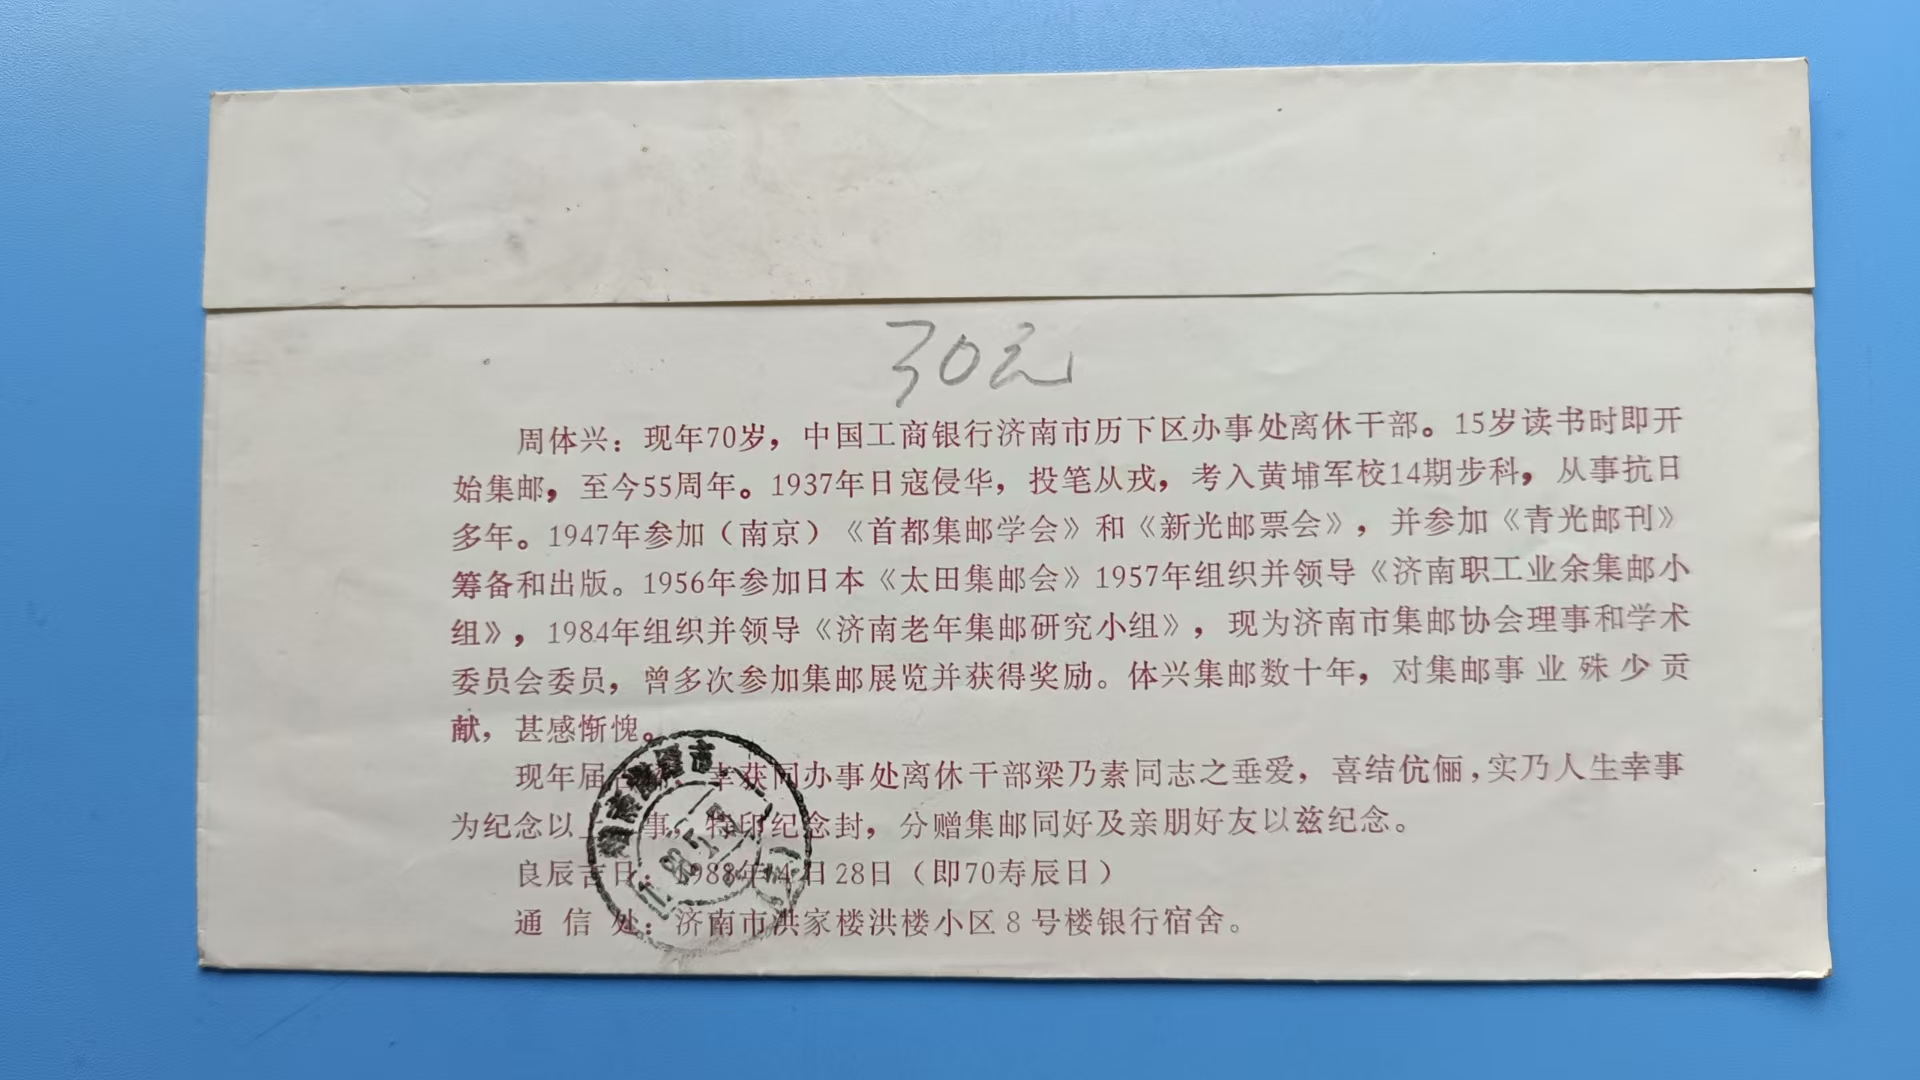 30元
周体兴：现年70岁，中国工商银行济南市历下区办事处离休干部。15岁读书时即开
始集邮，至今55周年。1937年日寇侵华，投笔从戎，考入黄埔军校14期步科，从事抗日
多年。1947年参加（南京）《首都集邮学会》和《新光邮票会》，并参加《青光邮刊》
筹备和出版。1956年参加日本《太田集邮会》1957年组织并领导《济南职工业余集邮小
组》，1984年组织并领导《济南老年集邮研究小组》，现为济南市集邮协会理事和学术
委员会委员，曾多次参加集邮展览并获得奖励。体兴集邮数十年，对集邮事业殊少贡
献，甚感惭愧。
现年届 幸获同办事处离休干部梁乃素同志之垂爱，喜结伉俪，实乃人生幸事
为纪念以 事，特印纪念封，分赠集邮同好及亲朋好友以兹纪念。
良辰吉日：1988年4日28日（即70寿辰日）
通信处：济南市洪家楼洪楼小区8号楼银行宿舍。